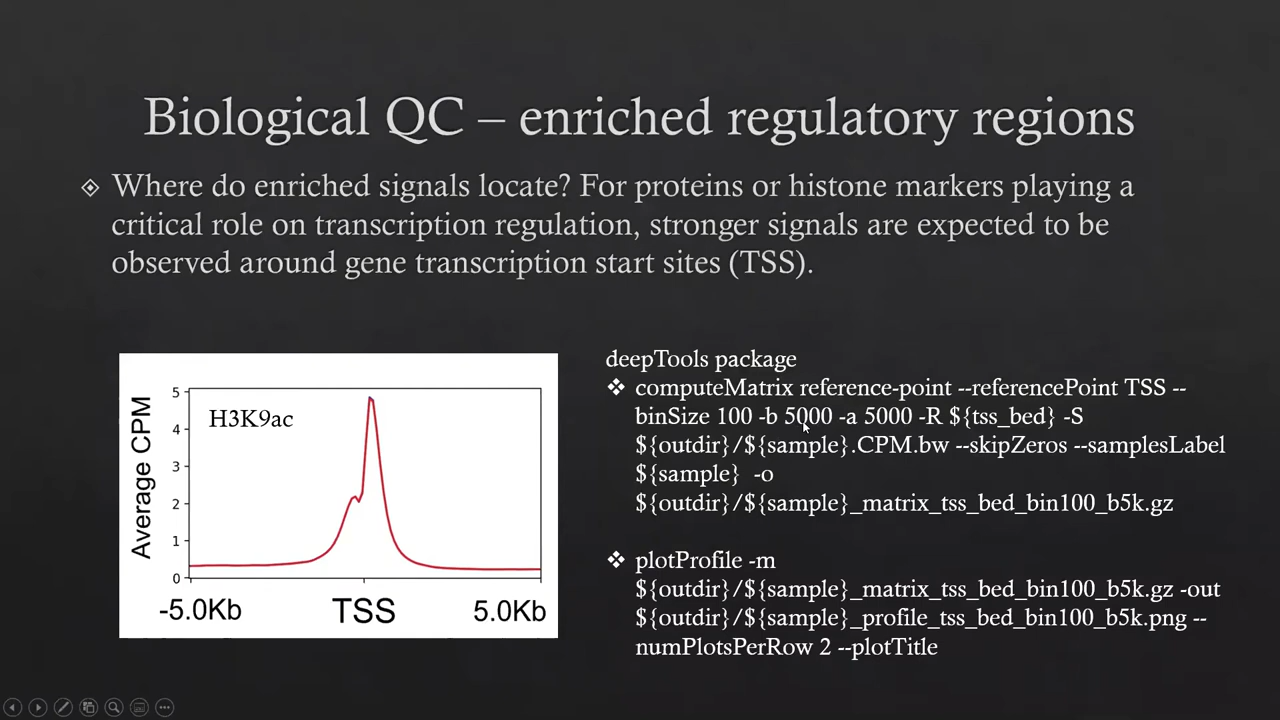 Biological QC – enriched regulatory regions
Where do enriched signals locate? For proteins or histone markers playing a
critical role on transcription regulation, stronger signals are expected to be
observed around gene transcription start sites (TSS).
Average CPM
5
4
3
2
1
0
H3K9ac
-5.0Kb
TSS
5.0Kb
deepTools package
computeMatrix reference-point --referencePoint TSS --
binSize 100 -b 5000 -a 5000 -R ${tss_bed} -S
${outdir}/${sample}.CPM.bw --skipZeros --samplesLabel
${sample} -o
${outdir}/${sample}_matrix_tss_bed_bin100_b5k.gz
plotProfile -m
${outdir}/${sample}_matrix_tss_bed_bin100_b5k.gz -out
${outdir}/${sample}_profile_tss_bed_bin100_b5k.png --
numPlotsPerRow 2 --plotTitle